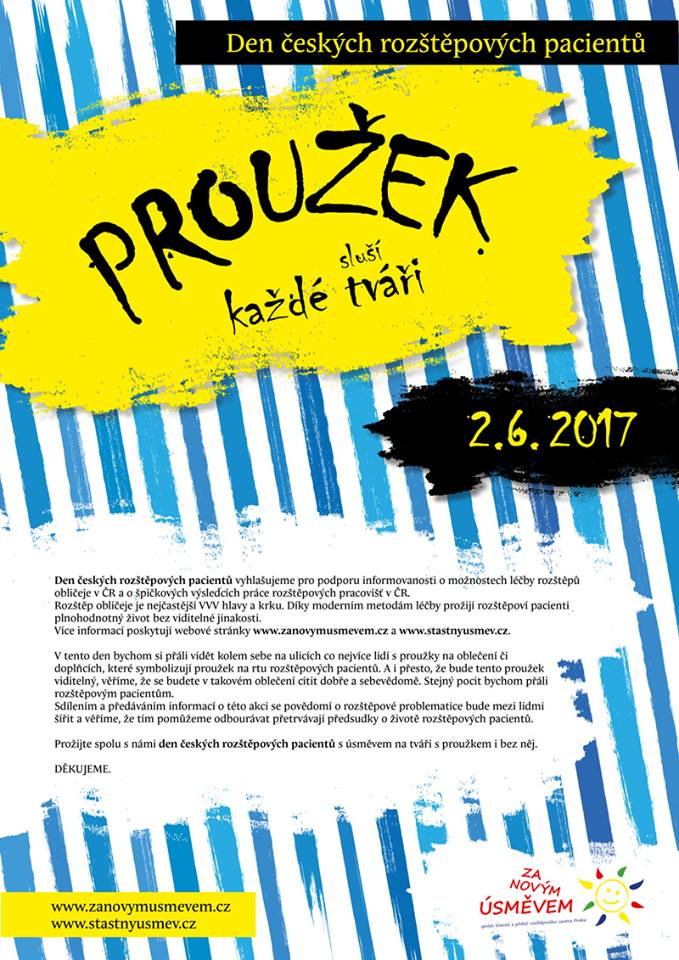 Den českých rozštěpových pacientů
PROUŽEK
sluší
každé tváři
2.6.2017
Den českých rozštěpových pacientů vyhlašujeme pro podporu informovanosti o možnostech léčby rozštěpů
obličeje v ČR a o špičkových výsledcích práce rozštěpových pracovišť v ČR.
Rozštěp obličeje je nejčastější VVV hlavy a krku. Díky moderním metodám léčby prožijí rozštěpoví pacienti
plnohodnotný život bez viditelné jinakosti.
Více informací poskytují webové stránky www.zanovymusmevem.cz a www.stastnyusmev.cz.
V tento den bychom si přáli vidět kolem sebe na ulicích co nejvíce lidí s proužky na oblečení či
doplňcích, které symbolizují proužek na rtu rozštěpových pacientů. A i přesto, že bude tento proužek
viditelný, věříme, že se budete v takovém oblečení cítit dobře a sebevědomě. Stejný pocit bychom přáli
rozštěpovým pacientům.
Sdílením a předáváním informací o této akci se povědomí o rozštěpové problematice bude mezi lidmi
šířit a věříme, že tím pomůžeme odbourávat přetrvávající předsudky o životě rozštěpových pacientů.
Prožijte spolu s námi den českých rozštěpových pacientů s úsměvem na tváři s proužkem i bez něj.
DĚKUJEME.
ZA
NOVÝM
ÚSMĚVEM
spolek klientů a přátel rozštěpového centra Praha
www.zanovymusmevem.cz
www.stastnyusmev.cz